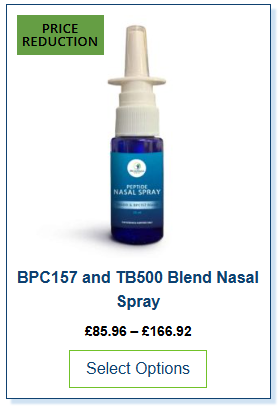 PRICE
REDUCTION
PEPTIDE
NASAL SPRAY
BPC157 and TB500 Blend Nasal
Spray
£85.96 – £166.92
Select Options